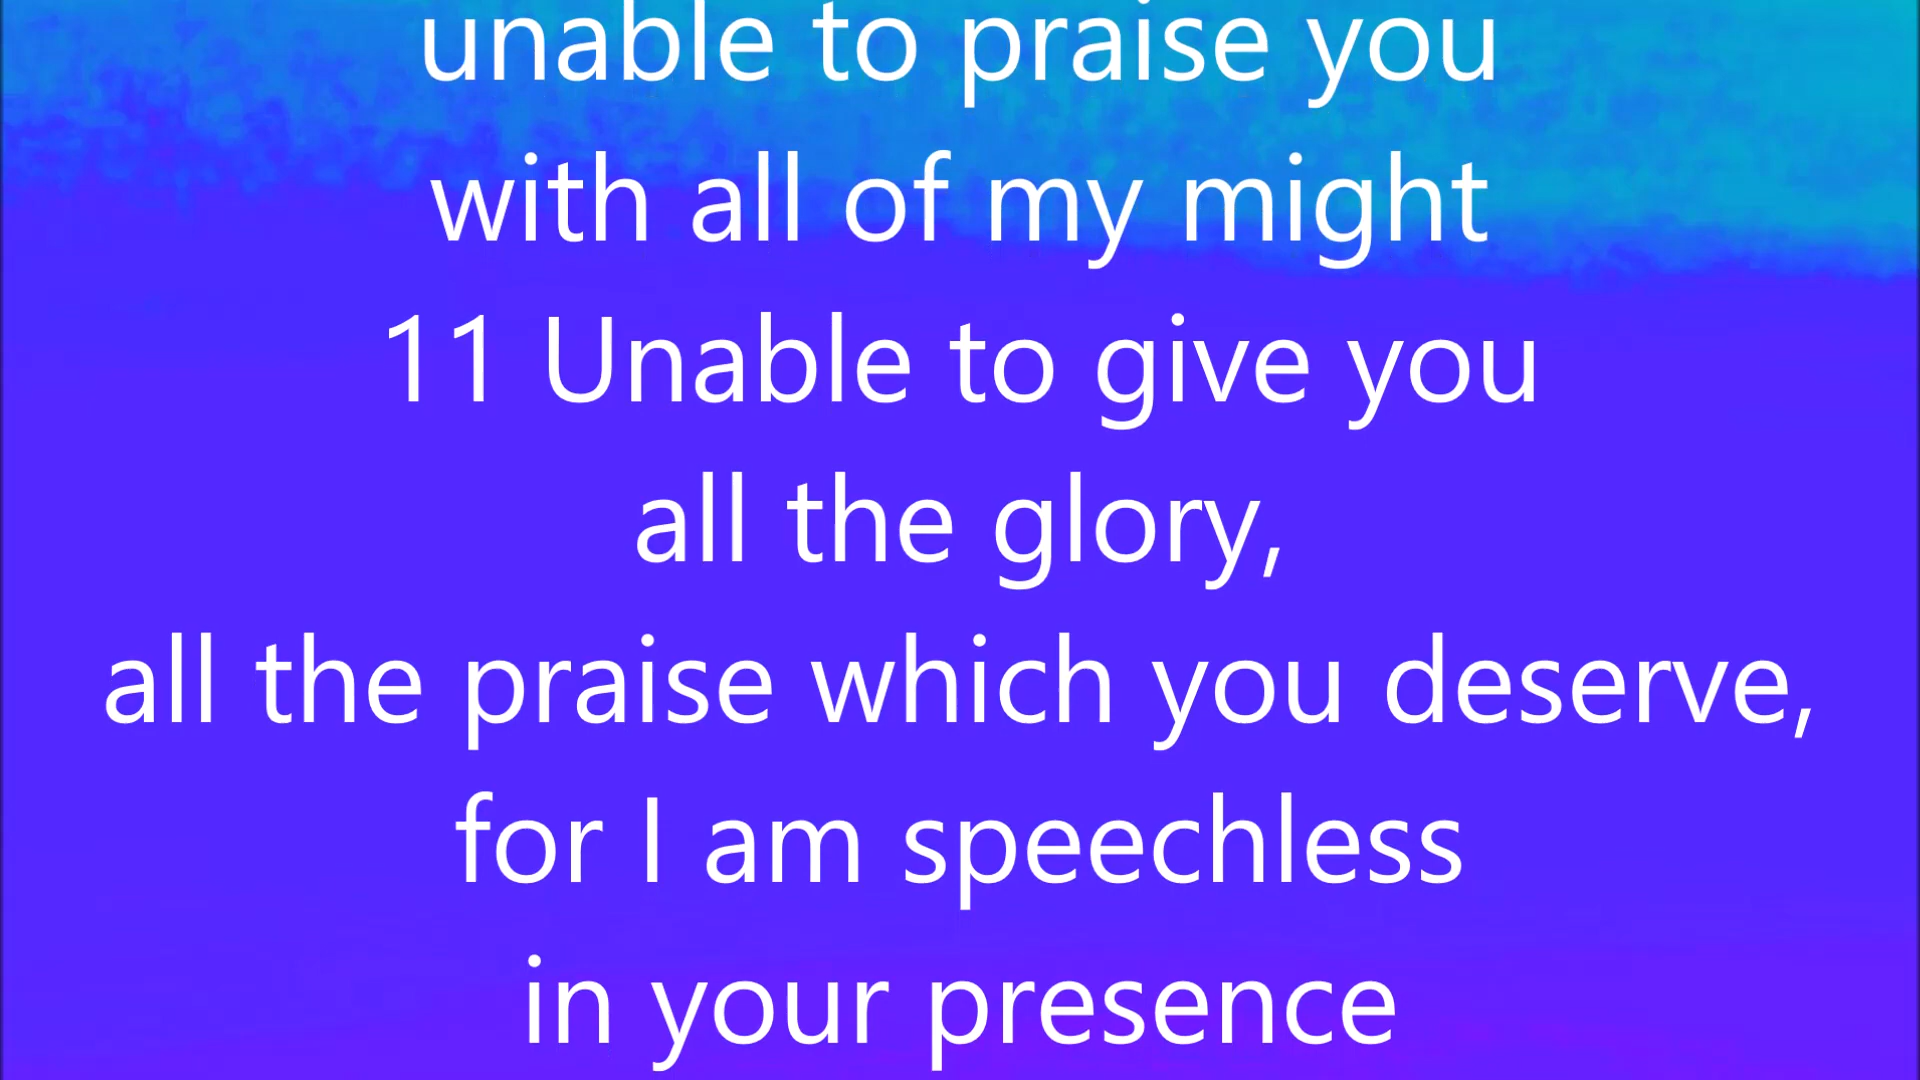 unable to praise you
with all of my might
11 Unable to give you
all the glory,
all the praise which you deserve,
for I am speechless
in your presence